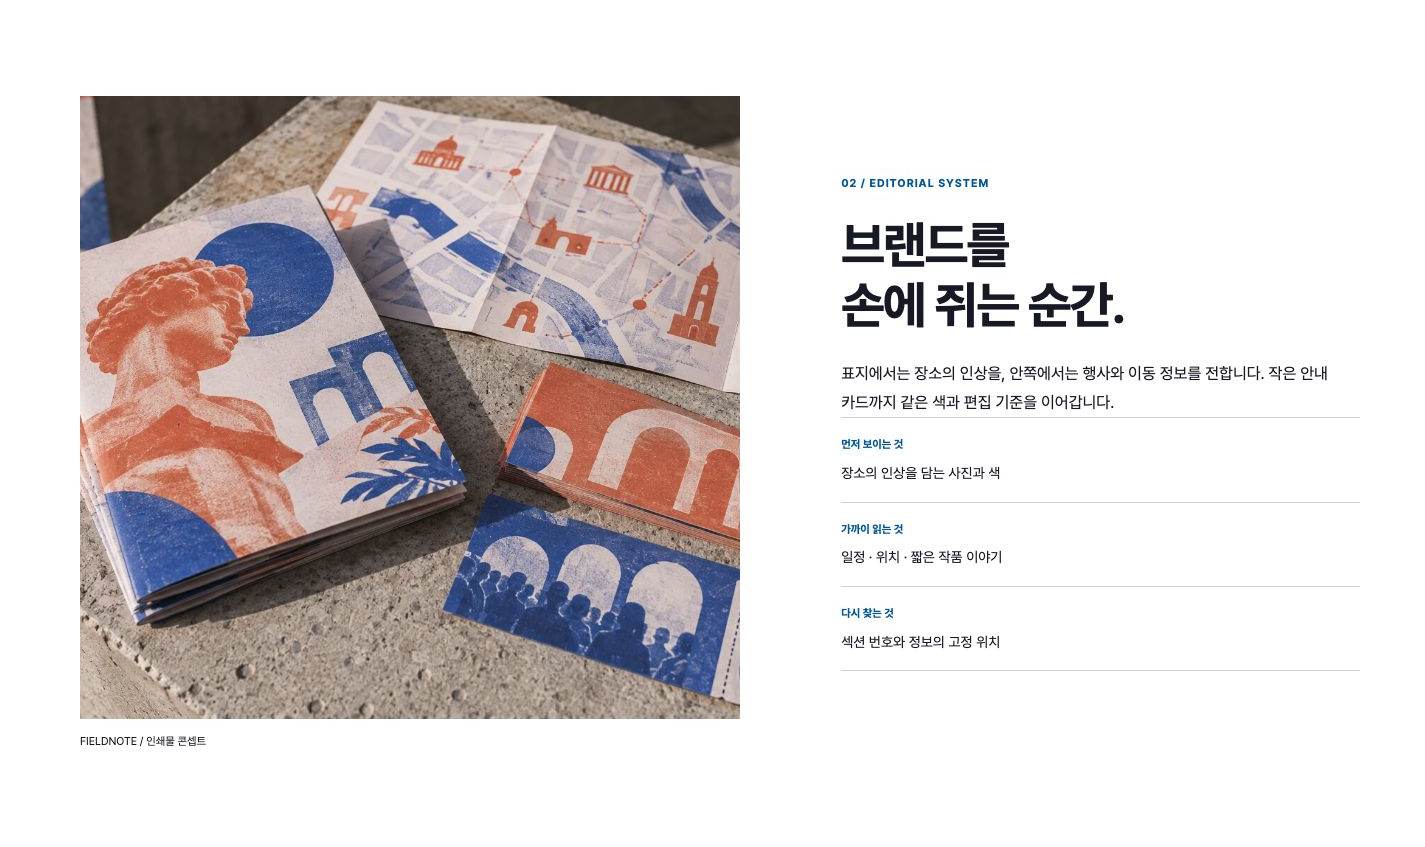 02 / EDITORIAL SYSTEM
브랜드를
손에 쥐는 순간.
표지에서는 장소의 인상을, 안쪽에서는 행사와 이동 정보를 전합니다. 작은 안내
카드까지 같은 색과 편집 기준을 이어갑니다.
먼저 보이는 것
장소의 인상을 담는 사진과 색
가까이 읽는 것
일정 · 위치 · 짧은 작품 이야기
다시 찾는 것
섹션 번호와 정보의 고정 위치
FIELDNOTE / 인쇄물 콘셉트